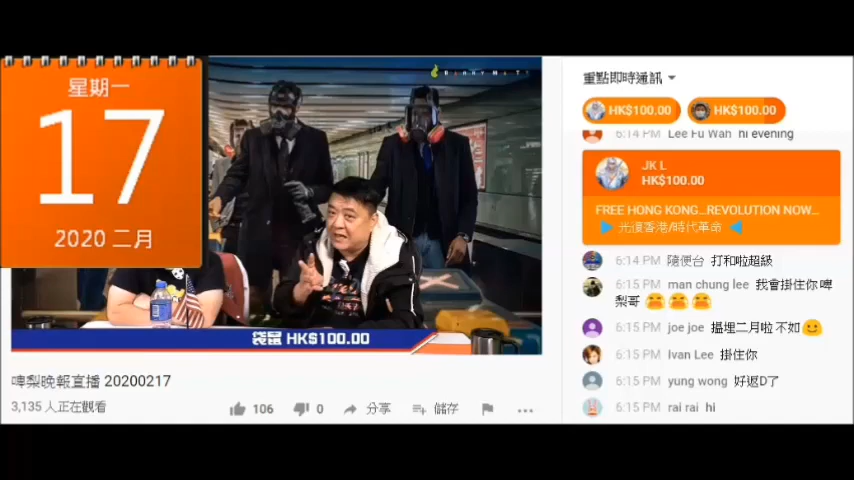 星期一
17
2020 二月
袋鼠 HK$100.00
啤梨晚報直播 20200217
3,135 人正在觀看
106
0
分享
儲存
重點即時通訊
HK$100.00
HK$100.00
6:14 PM Lee Fu Wah hi evening
JK L
HK$100.00
FREE HONG KONG...REVOLUTION NOW...
光復香港/時代革命
6:14 PM 隨便台 打和啦超級
6:15 PM man chung lee 我會掛住你 啤
梨哥
6:15 PM joe joe 攝埋二月啦 不如
6:15 PM Ivan Lee 掛住你
6:15 PM yung wong 好返D了
6:15 PM rai rai hi